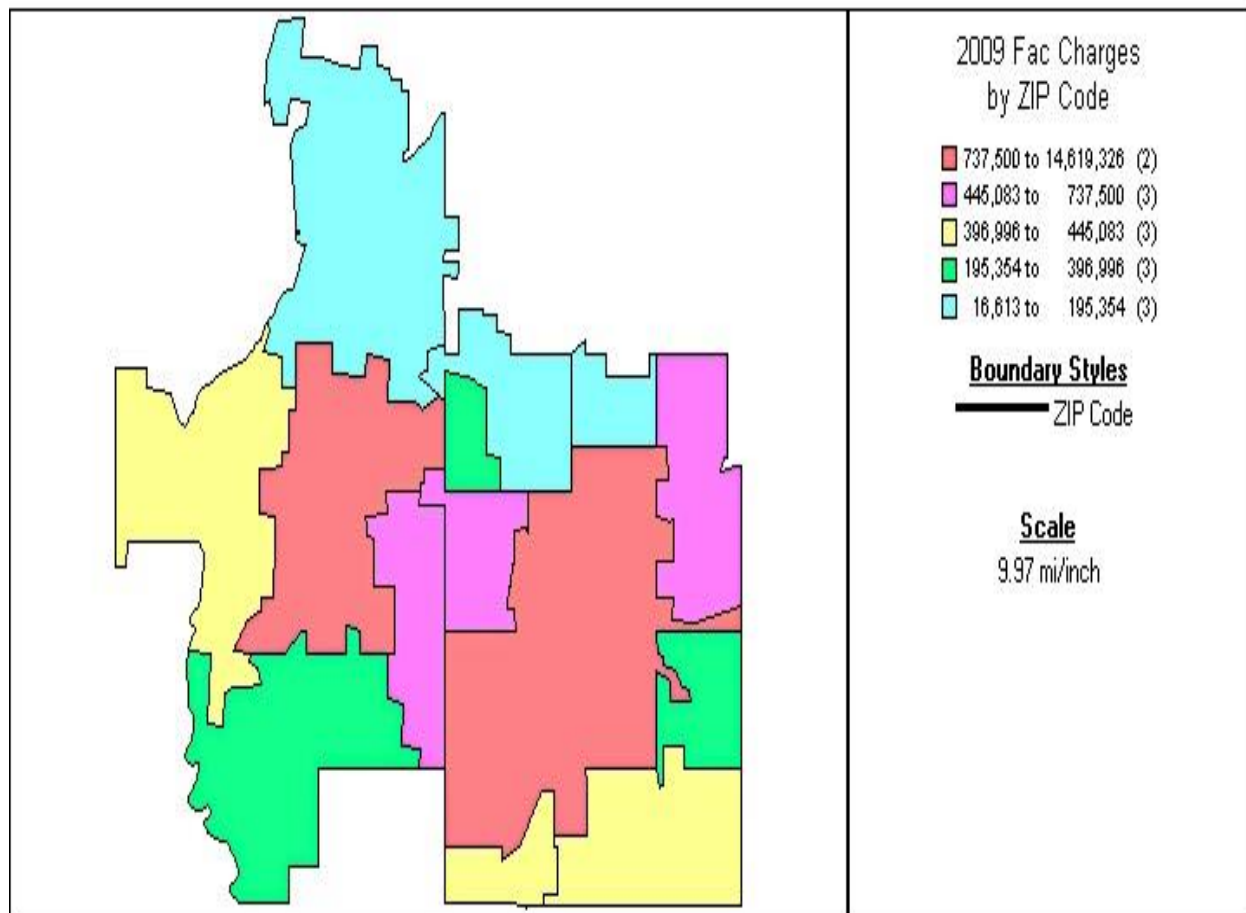 2009 Fac Charges
by ZIP Code
737,500 to 14,619,326 (2)
445,083 to 737,500 (3)
396,996 to 445,083 (3)
195,354 to 396,996 (3)
16,613 to 195,354 (3)
Boundary Styles
ZIP Code
Scale
9.97 mi/inch